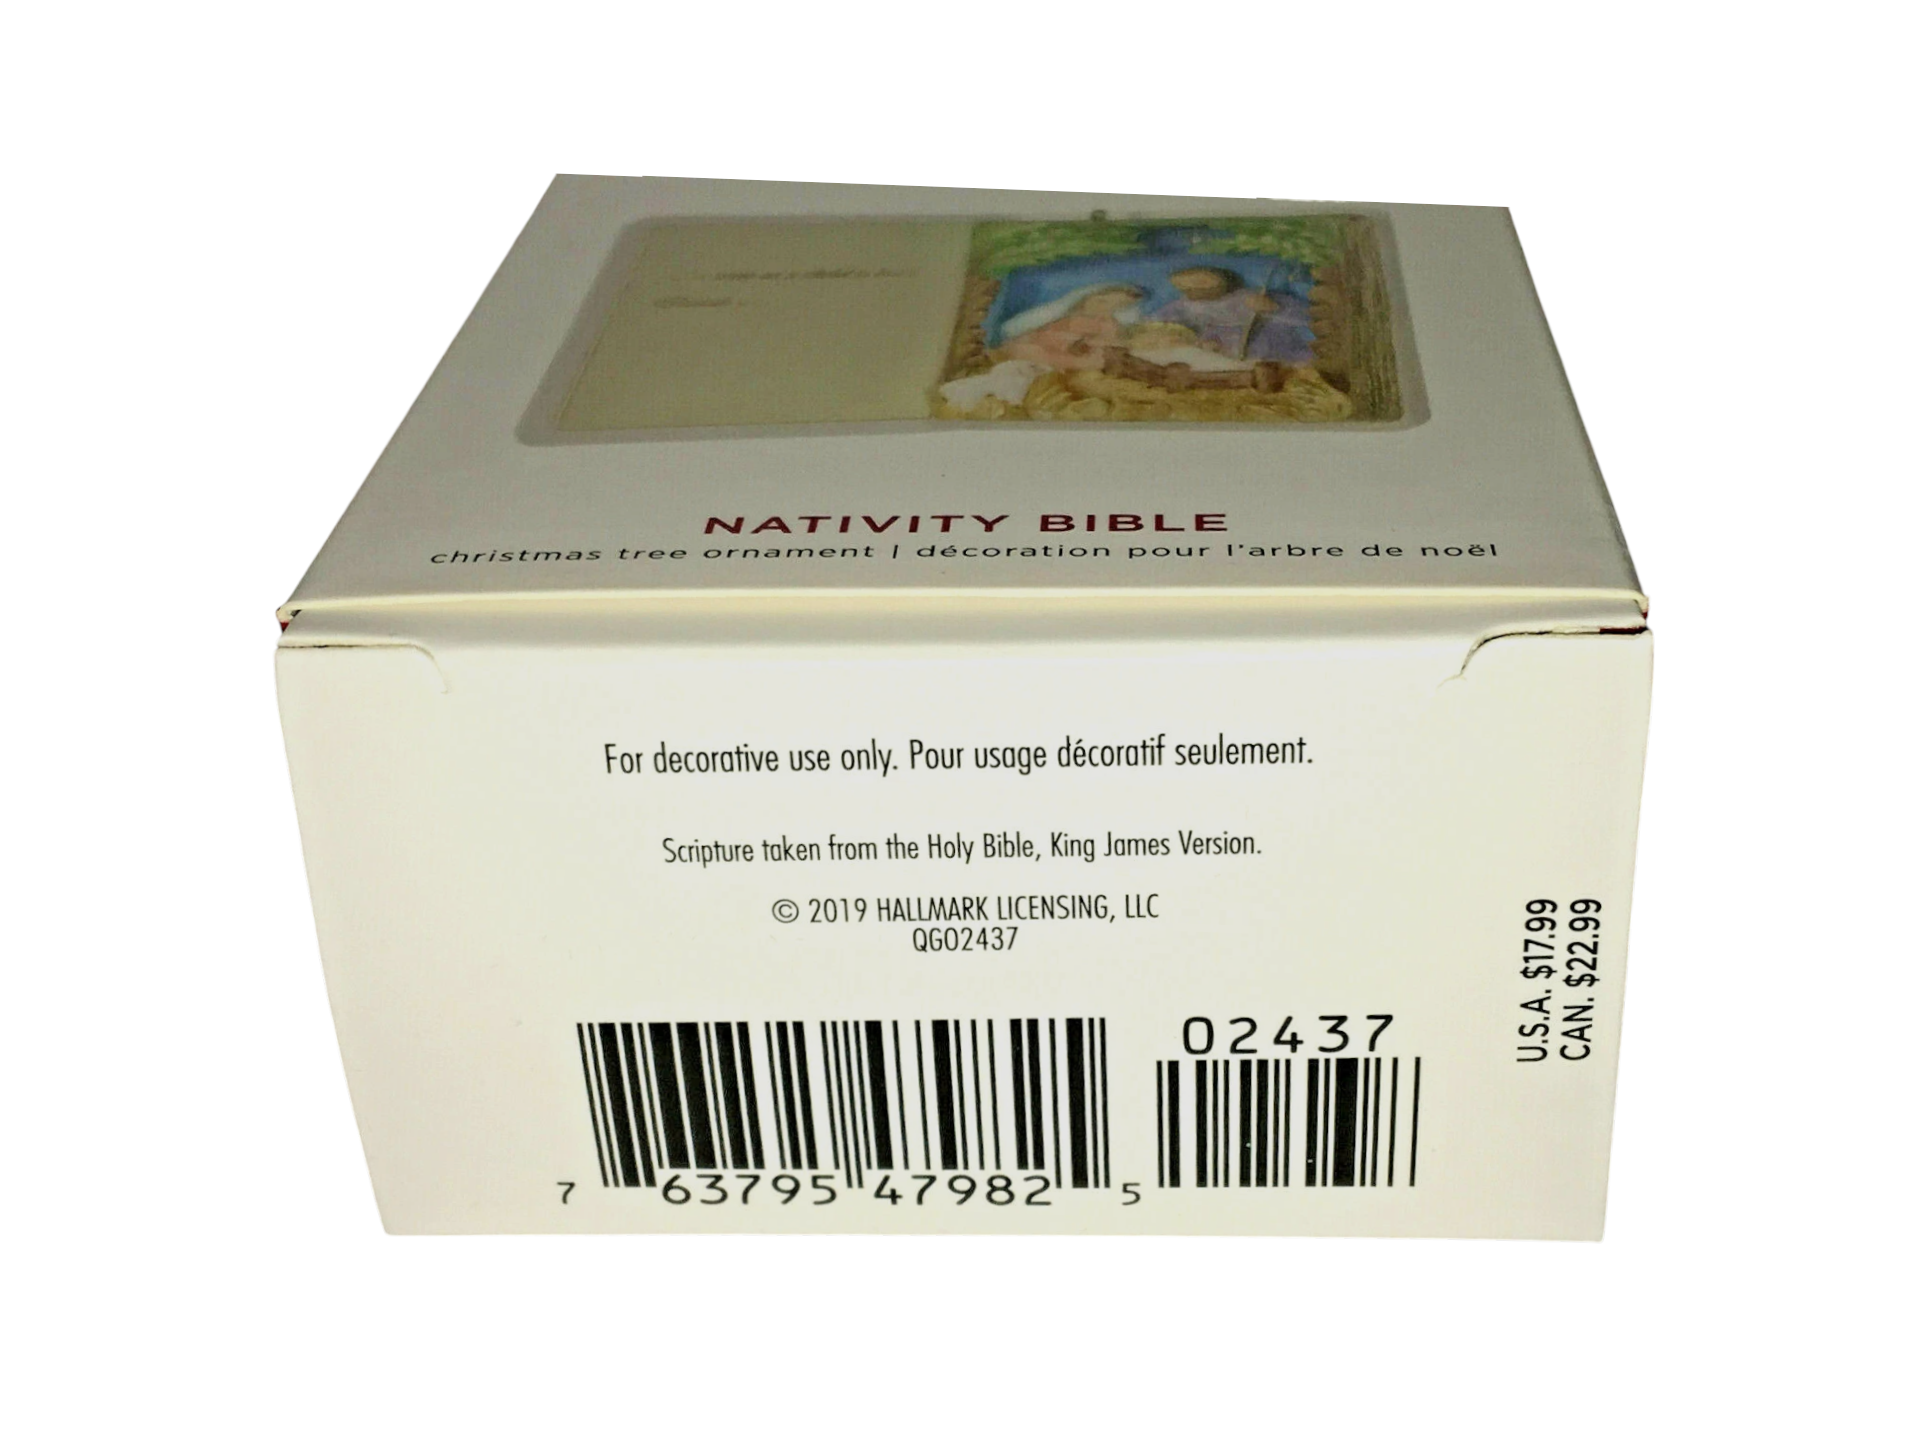 NATIVITY BIBLE
christmas tree ornament | décoration pour l'arbre de noël
For decorative use only. Pour usage décoratif seulement.
Scripture taken from the Holy Bible, King James Version.
© 2019 HALLMARK LICENSING, LLC
QGO2437
02437
7 63795 47982 5
U.S.A. $17.99
CAN. $22.99